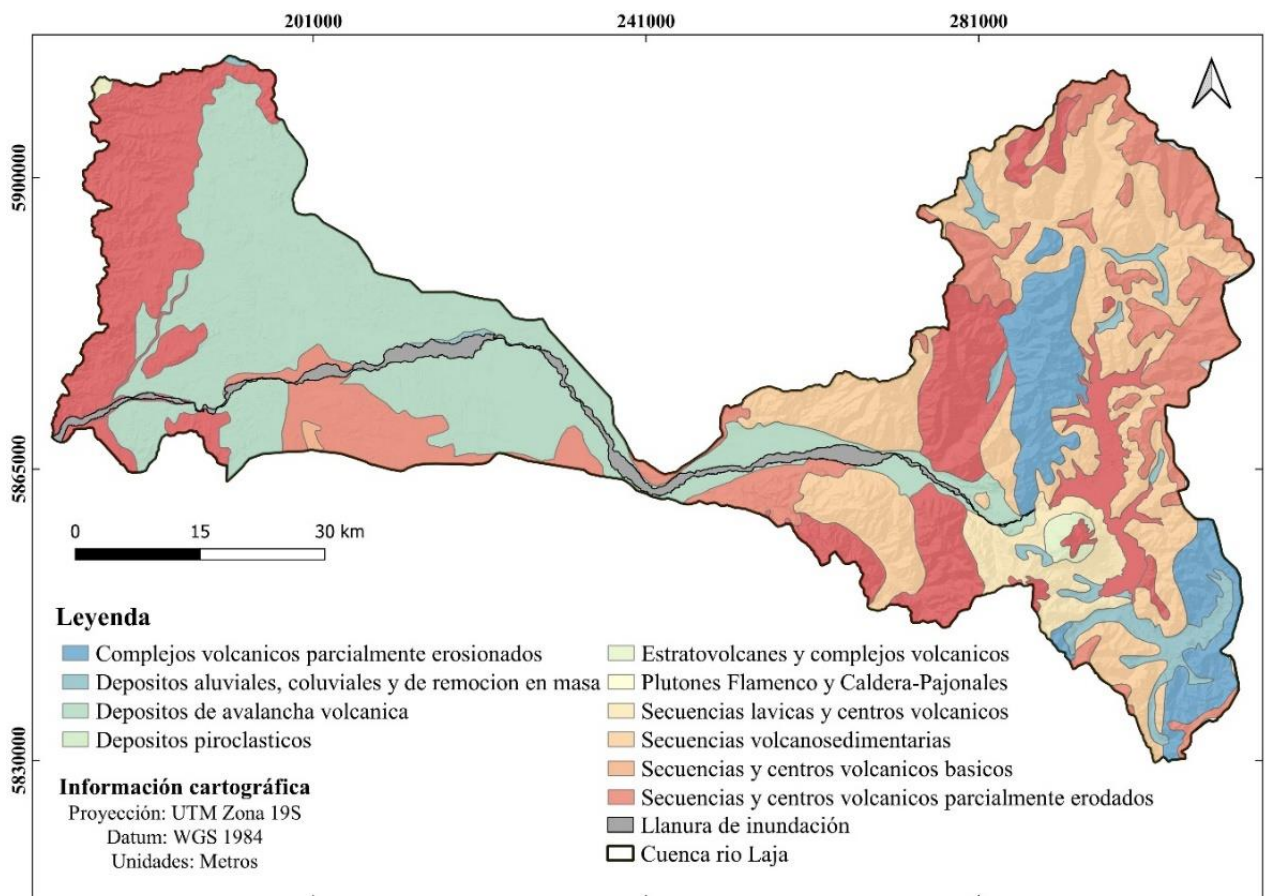 201000
241000
281000
5900000
5865000
5830000
0
15
30 km
Leyenda
Complejos volcanicos parcialmente erosionados
Depositos aluviales, coluviales y de remocion en masa
Depositos de avalancha volcanica
Depositos piroclasticos
Estratovolcanes y complejos volcanicos
Plutones Flamenco y Caldera-Pajonales
Secuencias lavicas y centros volcanicos
Secuencias volcanosedimentarias
Secuencias y centros volcanicos basicos
Secuencias y centros volcanicos parcialmente erodados
Llanura de inundación
Cuenca rio Laja
Información cartográfica
Proyección: UTM Zona 19S
Datum: WGS 1984
Unidades: Metros